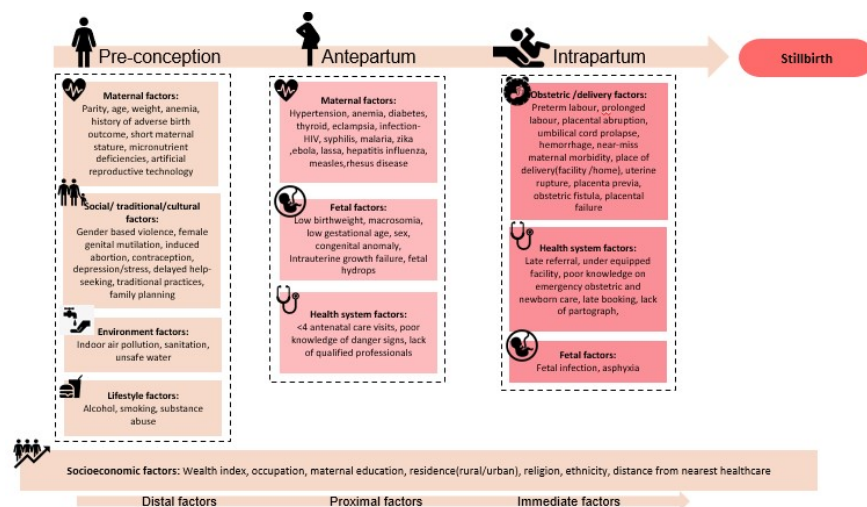 Pre-conception
Antepartum
Intrapartum
Stillbirth
Maternal factors:
Parity, age, weight, anemia,
history of adverse birth
outcome, short maternal
stature, micronutrient
deficiencies, artificial
reproductive technology
Social/ traditional/cultural
factors:
Gender based violence, female
genital mutilation, induced
abortion, contraception,
depression/stress, delayed help-
seeking, traditional practices,
family planning
Environment factors:
Indoor air pollution, sanitation,
unsafe water
Lifestyle factors:
Alcohol, smoking, substance
abuse
Maternal factors:
Hypertension, anemia, diabetes,
thyroid, eclampsia, infection-
HIV, syphilis, malaria, zika
,ebola, lassa, hepatitis influenza,
measles,rhesus disease
Fetal factors:
Low birthweight, macrosomia,
low gestational age, sex,
congenital anomaly,
Intrauterine growth failure, fetal
hydrops
Health system factors:
<4 antenatal care visits, poor
knowledge of danger signs, lack
of qualified professionals
Obstetric /delivery factors:
Preterm labour, prolonged
labour, placental abruption,
umbilical cord prolapse,
hemorrhage, near-miss
maternal morbidity, place of
delivery(facility /home), uterine
rupture, placenta previa,
obstetric fistula, placental
failure
Health system factors:
Late referral, under equipped
facility, poor knowledge on
emergency obstetric and
newborn care, late booking, lack
of partograph,
Fetal factors:
Fetal infection, asphyxia
Socioeconomic factors: Wealth index, occupation, maternal education, residence(rural/urban), religion, ethnicity, distance from nearest healthcare
Distal factors
Proximal factors
Immediate factors